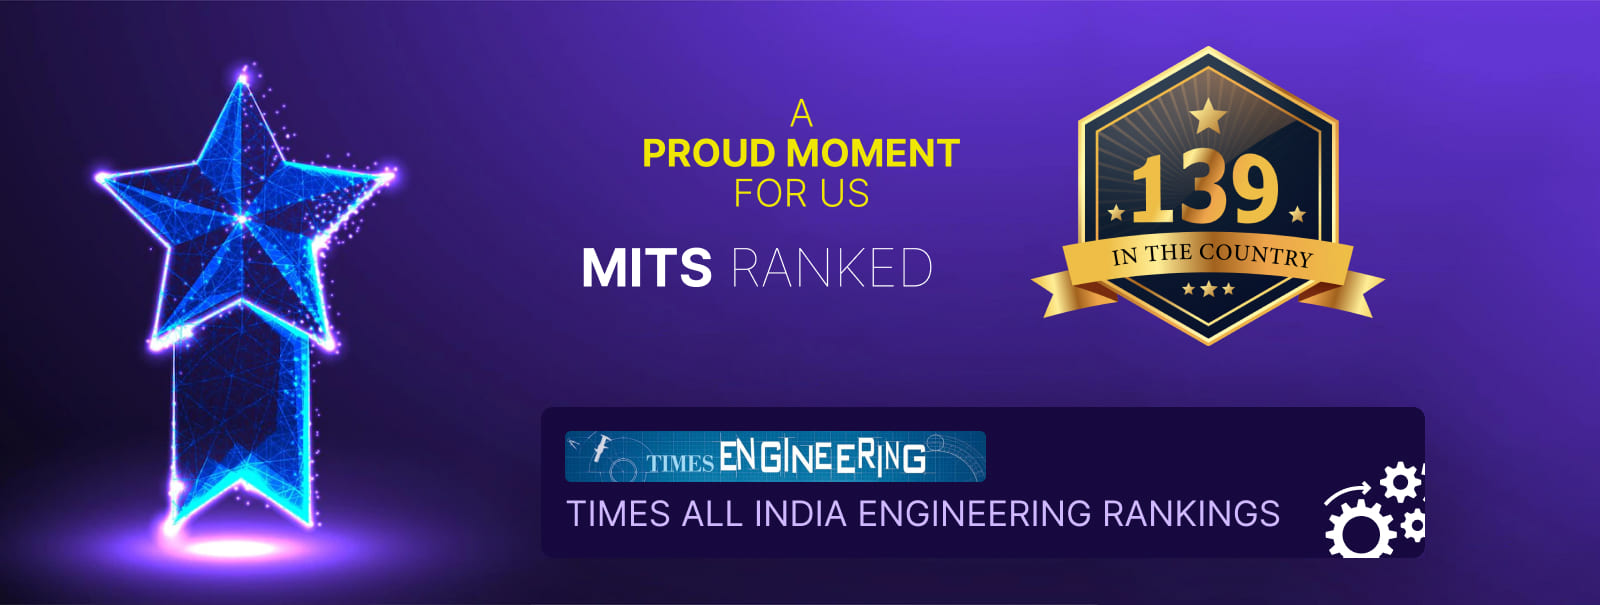 A
PROUD MOMENT
FOR US
MITS RANKED
139
IN THE COUNTRY
TIMES ENGINEERING
TIMES ALL INDIA ENGINEERING RANKINGS